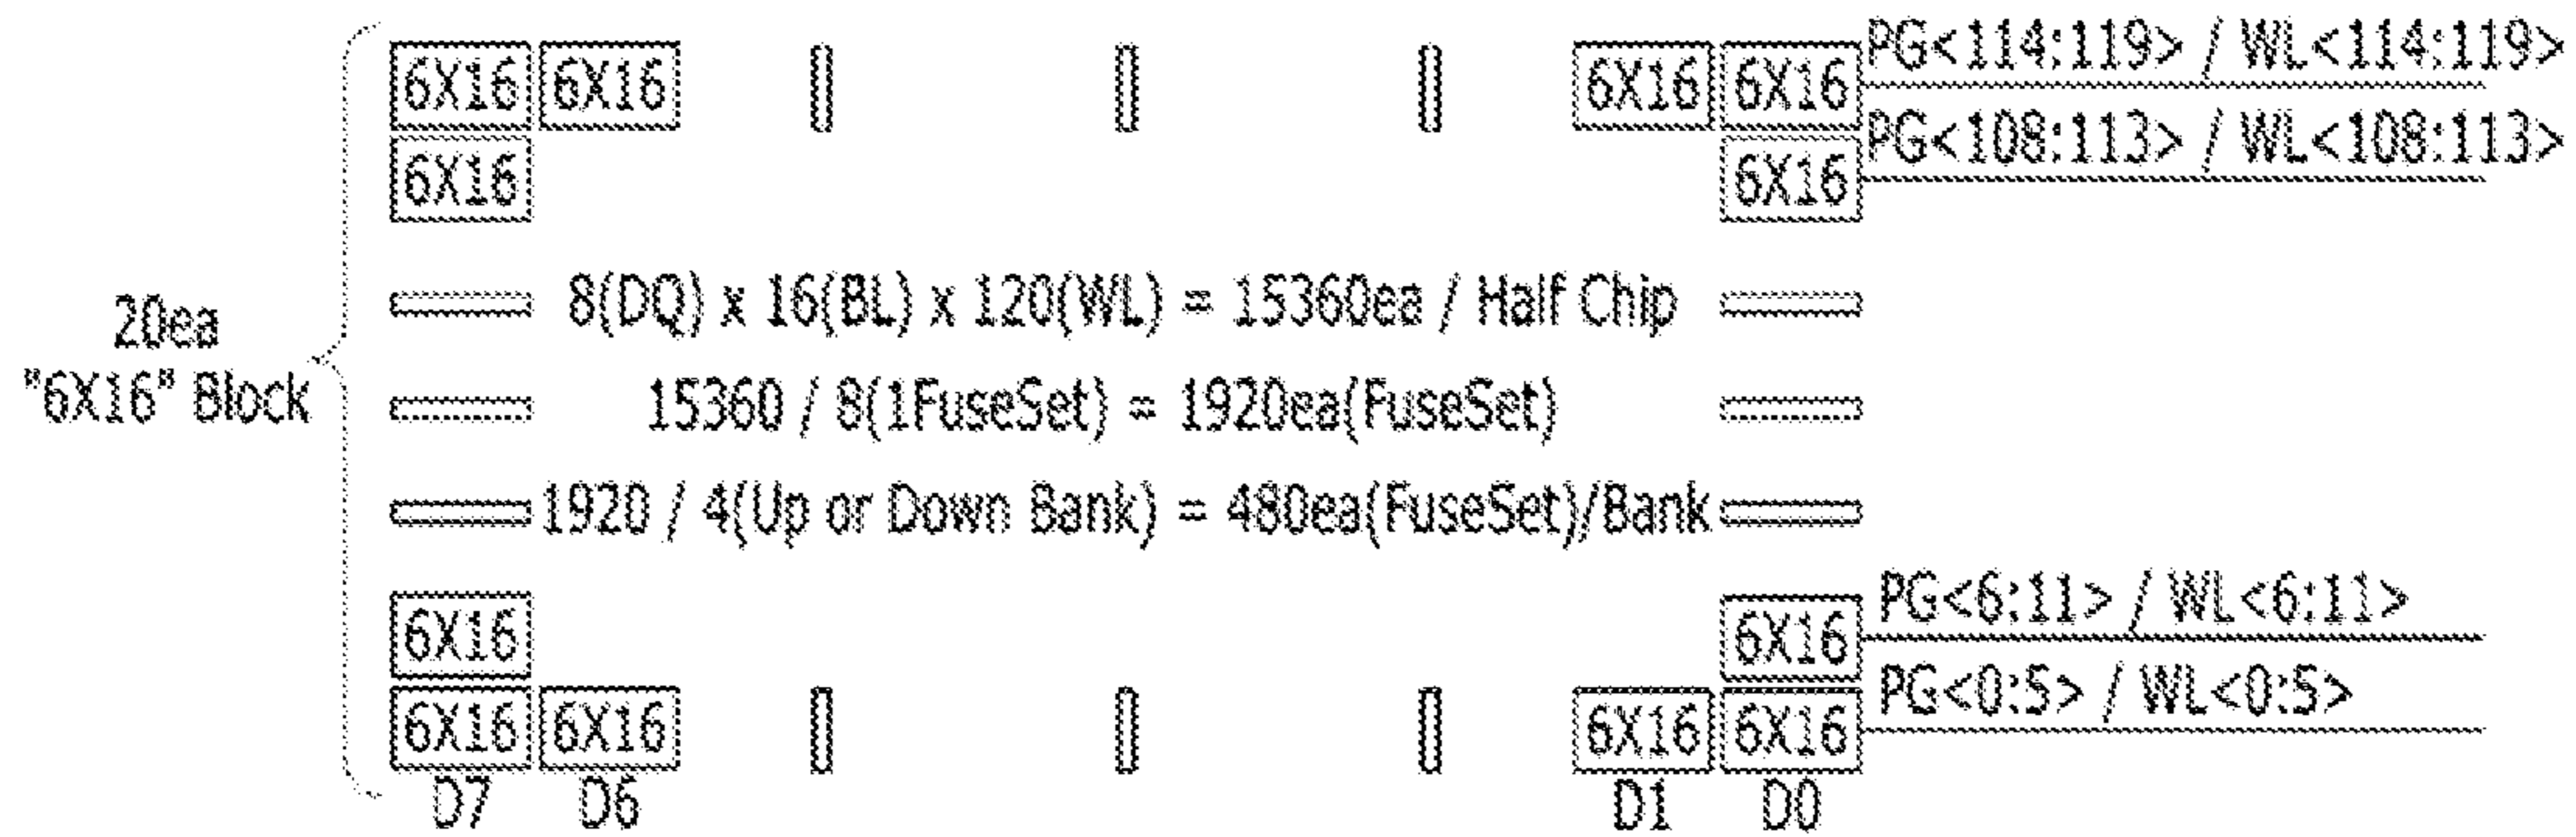 6X16 6X16 6X16 6X16 PG<114:119> / WL<114:119>
6X16 6X16 PG<108:113> / WL<108:113>
8(DQ) x 16(BL) x 120(WL) = 15360ea / Half Chip
20ea
"6X16" Block
15360 / 8(1FuseSet) = 1920ea(FuseSet)
1920 / 4(Up or Down Bank) = 480ea(FuseSet)/Bank
6X16 6X16 PG<6:11> / WL<6:11>
6X16 6X16 6X16 6X16 PG<0:5> / WL<0:5>
D7 D6 D1 D0